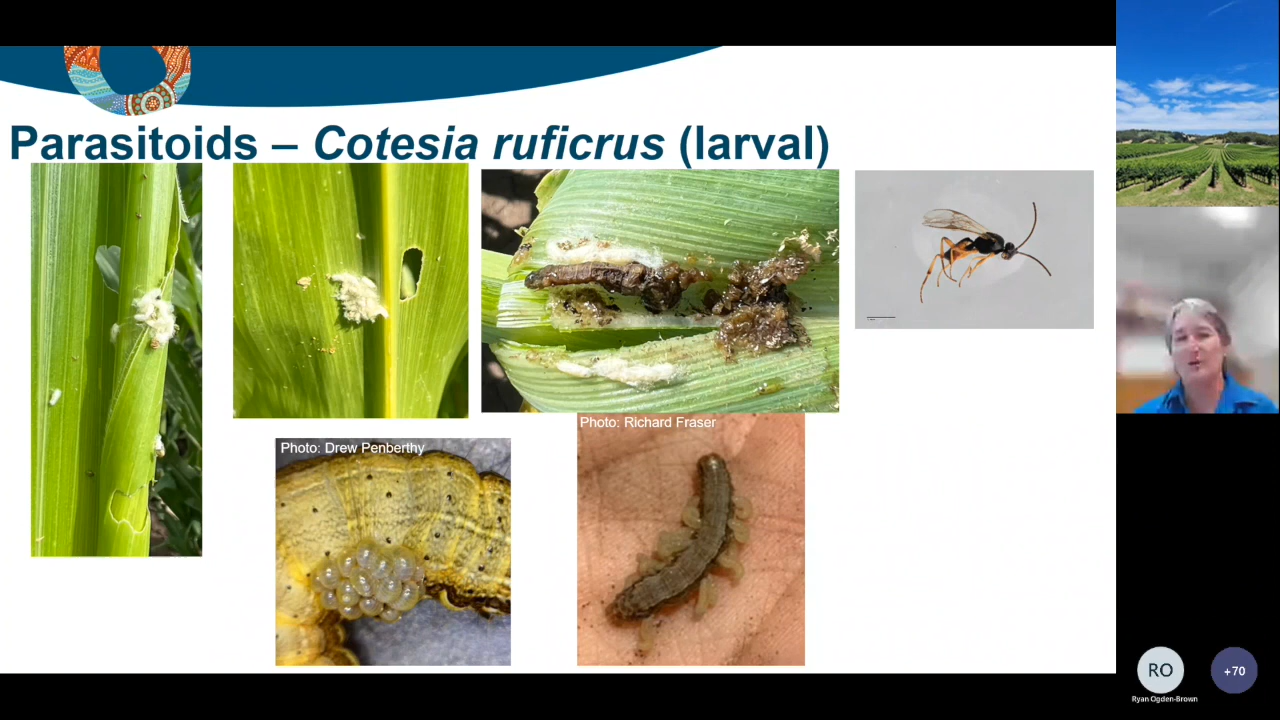 Parasitoids – Cotesia ruficrus (larval)
Photo: Richard Fraser
Photo: Drew Penberthy
RO
+70
Ryan Ogden-Brown